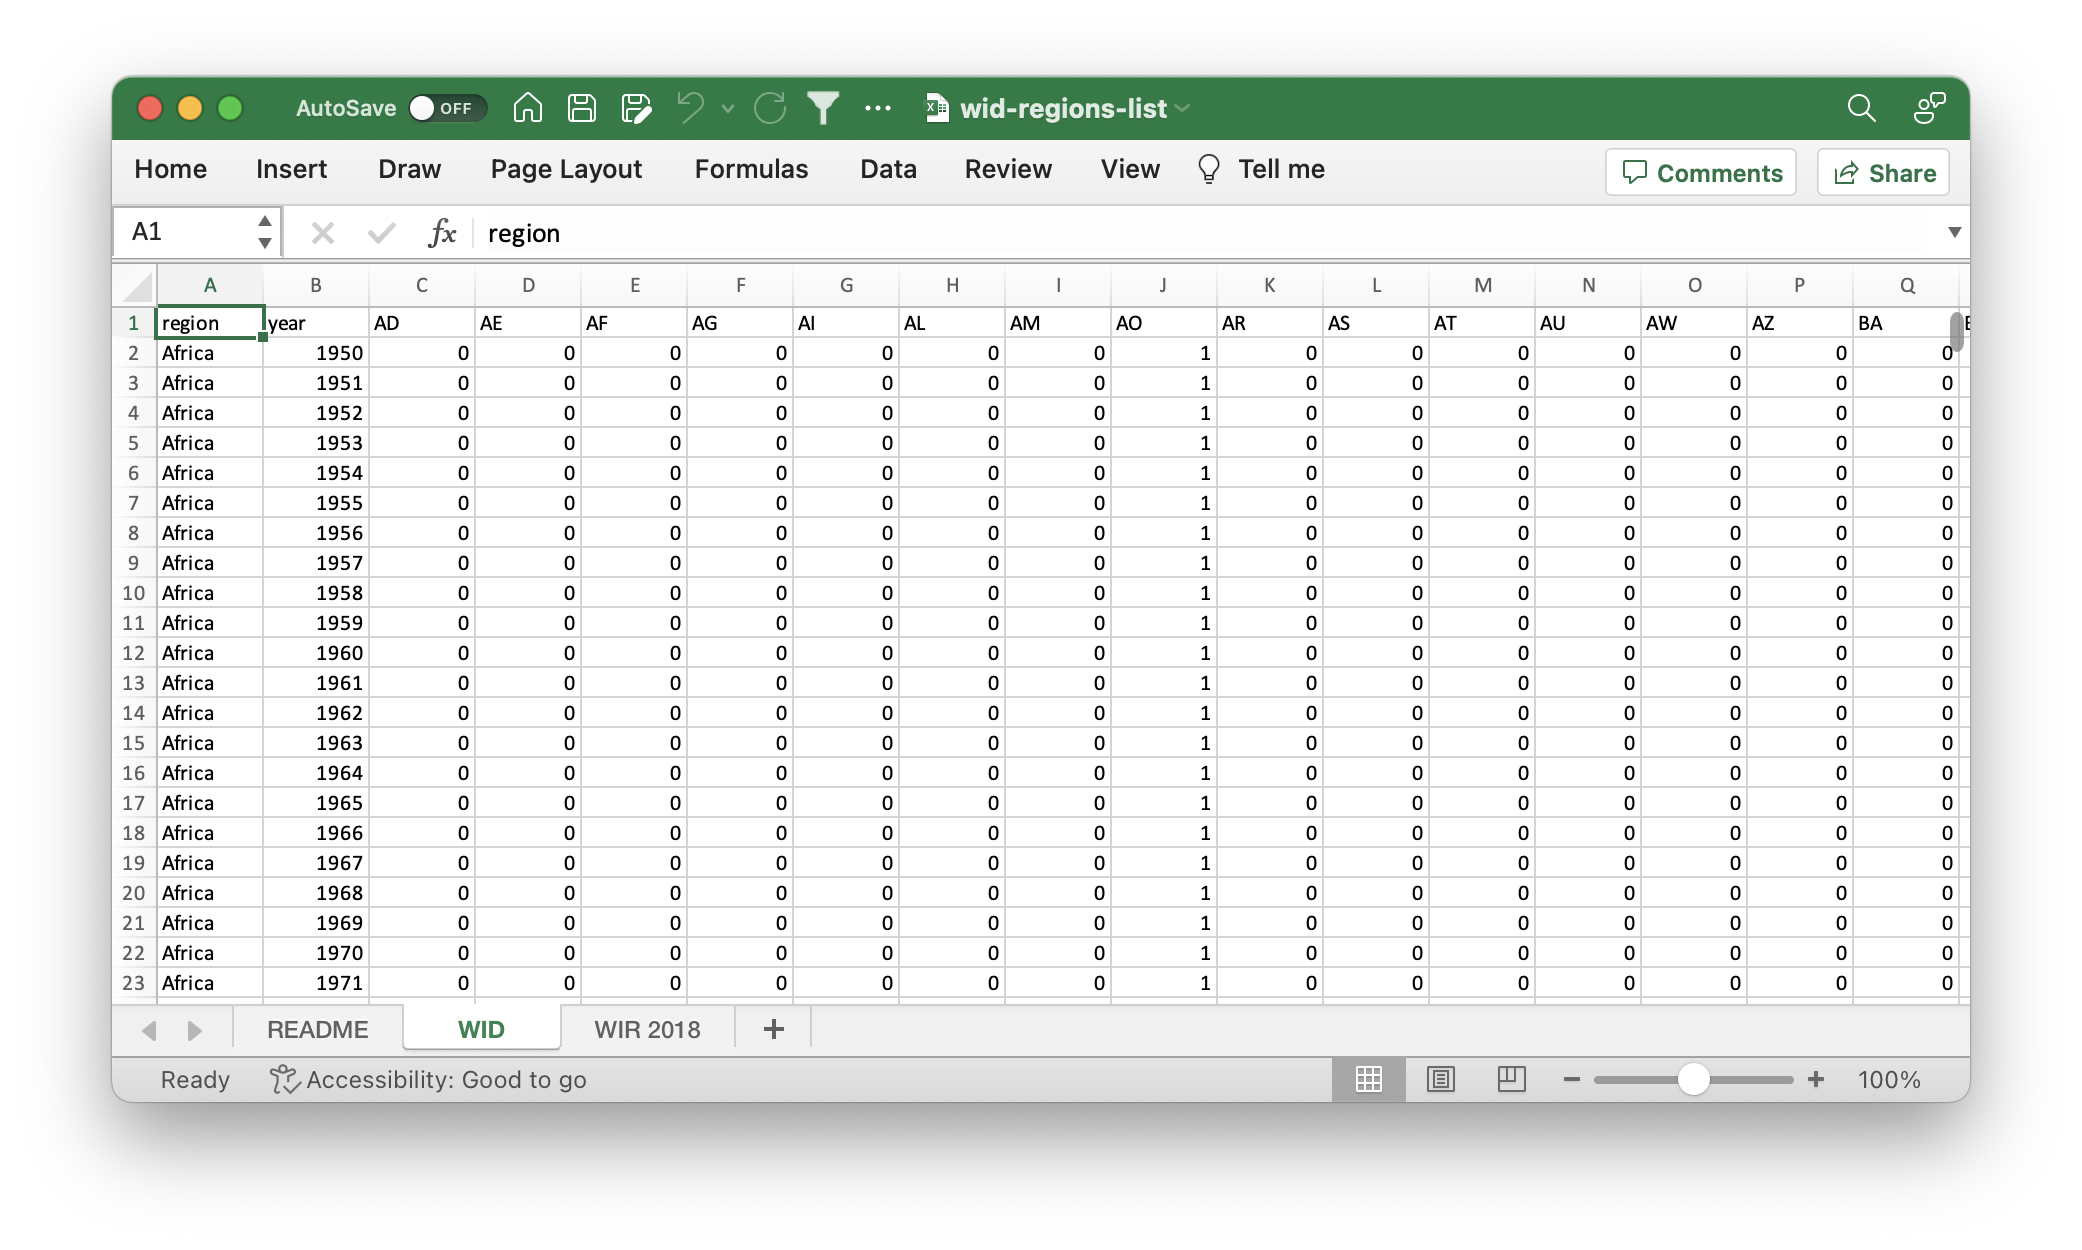 AutoSave OFF wid-regions-list
Home Insert Draw Page Layout Formulas Data Review View Tell me Comments Share
A1 fx region
A B C D E F G H I J K L M N O P Q
1 region year AD AE AF AG AI AL AM AO AR AS AT AU AW AZ BA
2 Africa 1950 0 0 0 0 0 0 0 1 0 0 0 0 0 0 0
3 Africa 1951 0 0 0 0 0 0 0 1 0 0 0 0 0 0 0
4 Africa 1952 0 0 0 0 0 0 0 1 0 0 0 0 0 0 0
5 Africa 1953 0 0 0 0 0 0 0 1 0 0 0 0 0 0 0
6 Africa 1954 0 0 0 0 0 0 0 1 0 0 0 0 0 0 0
7 Africa 1955 0 0 0 0 0 0 0 1 0 0 0 0 0 0 0
8 Africa 1956 0 0 0 0 0 0 0 1 0 0 0 0 0 0 0
9 Africa 1957 0 0 0 0 0 0 0 1 0 0 0 0 0 0 0
10 Africa 1958 0 0 0 0 0 0 0 1 0 0 0 0 0 0 0
11 Africa 1959 0 0 0 0 0 0 0 1 0 0 0 0 0 0 0
12 Africa 1960 0 0 0 0 0 0 0 1 0 0 0 0 0 0 0
13 Africa 1961 0 0 0 0 0 0 0 1 0 0 0 0 0 0 0
14 Africa 1962 0 0 0 0 0 0 0 1 0 0 0 0 0 0 0
15 Africa 1963 0 0 0 0 0 0 0 1 0 0 0 0 0 0 0
16 Africa 1964 0 0 0 0 0 0 0 1 0 0 0 0 0 0 0
17 Africa 1965 0 0 0 0 0 0 0 1 0 0 0 0 0 0 0
18 Africa 1966 0 0 0 0 0 0 0 1 0 0 0 0 0 0 0
19 Africa 1967 0 0 0 0 0 0 0 1 0 0 0 0 0 0 0
20 Africa 1968 0 0 0 0 0 0 0 1 0 0 0 0 0 0 0
21 Africa 1969 0 0 0 0 0 0 0 1 0 0 0 0 0 0 0
22 Africa 1970 0 0 0 0 0 0 0 1 0 0 0 0 0 0 0
23 Africa 1971 0 0 0 0 0 0 0 1 0 0 0 0 0 0 0
README WID WIR 2018 +
Ready Accessibility: Good to go 100%